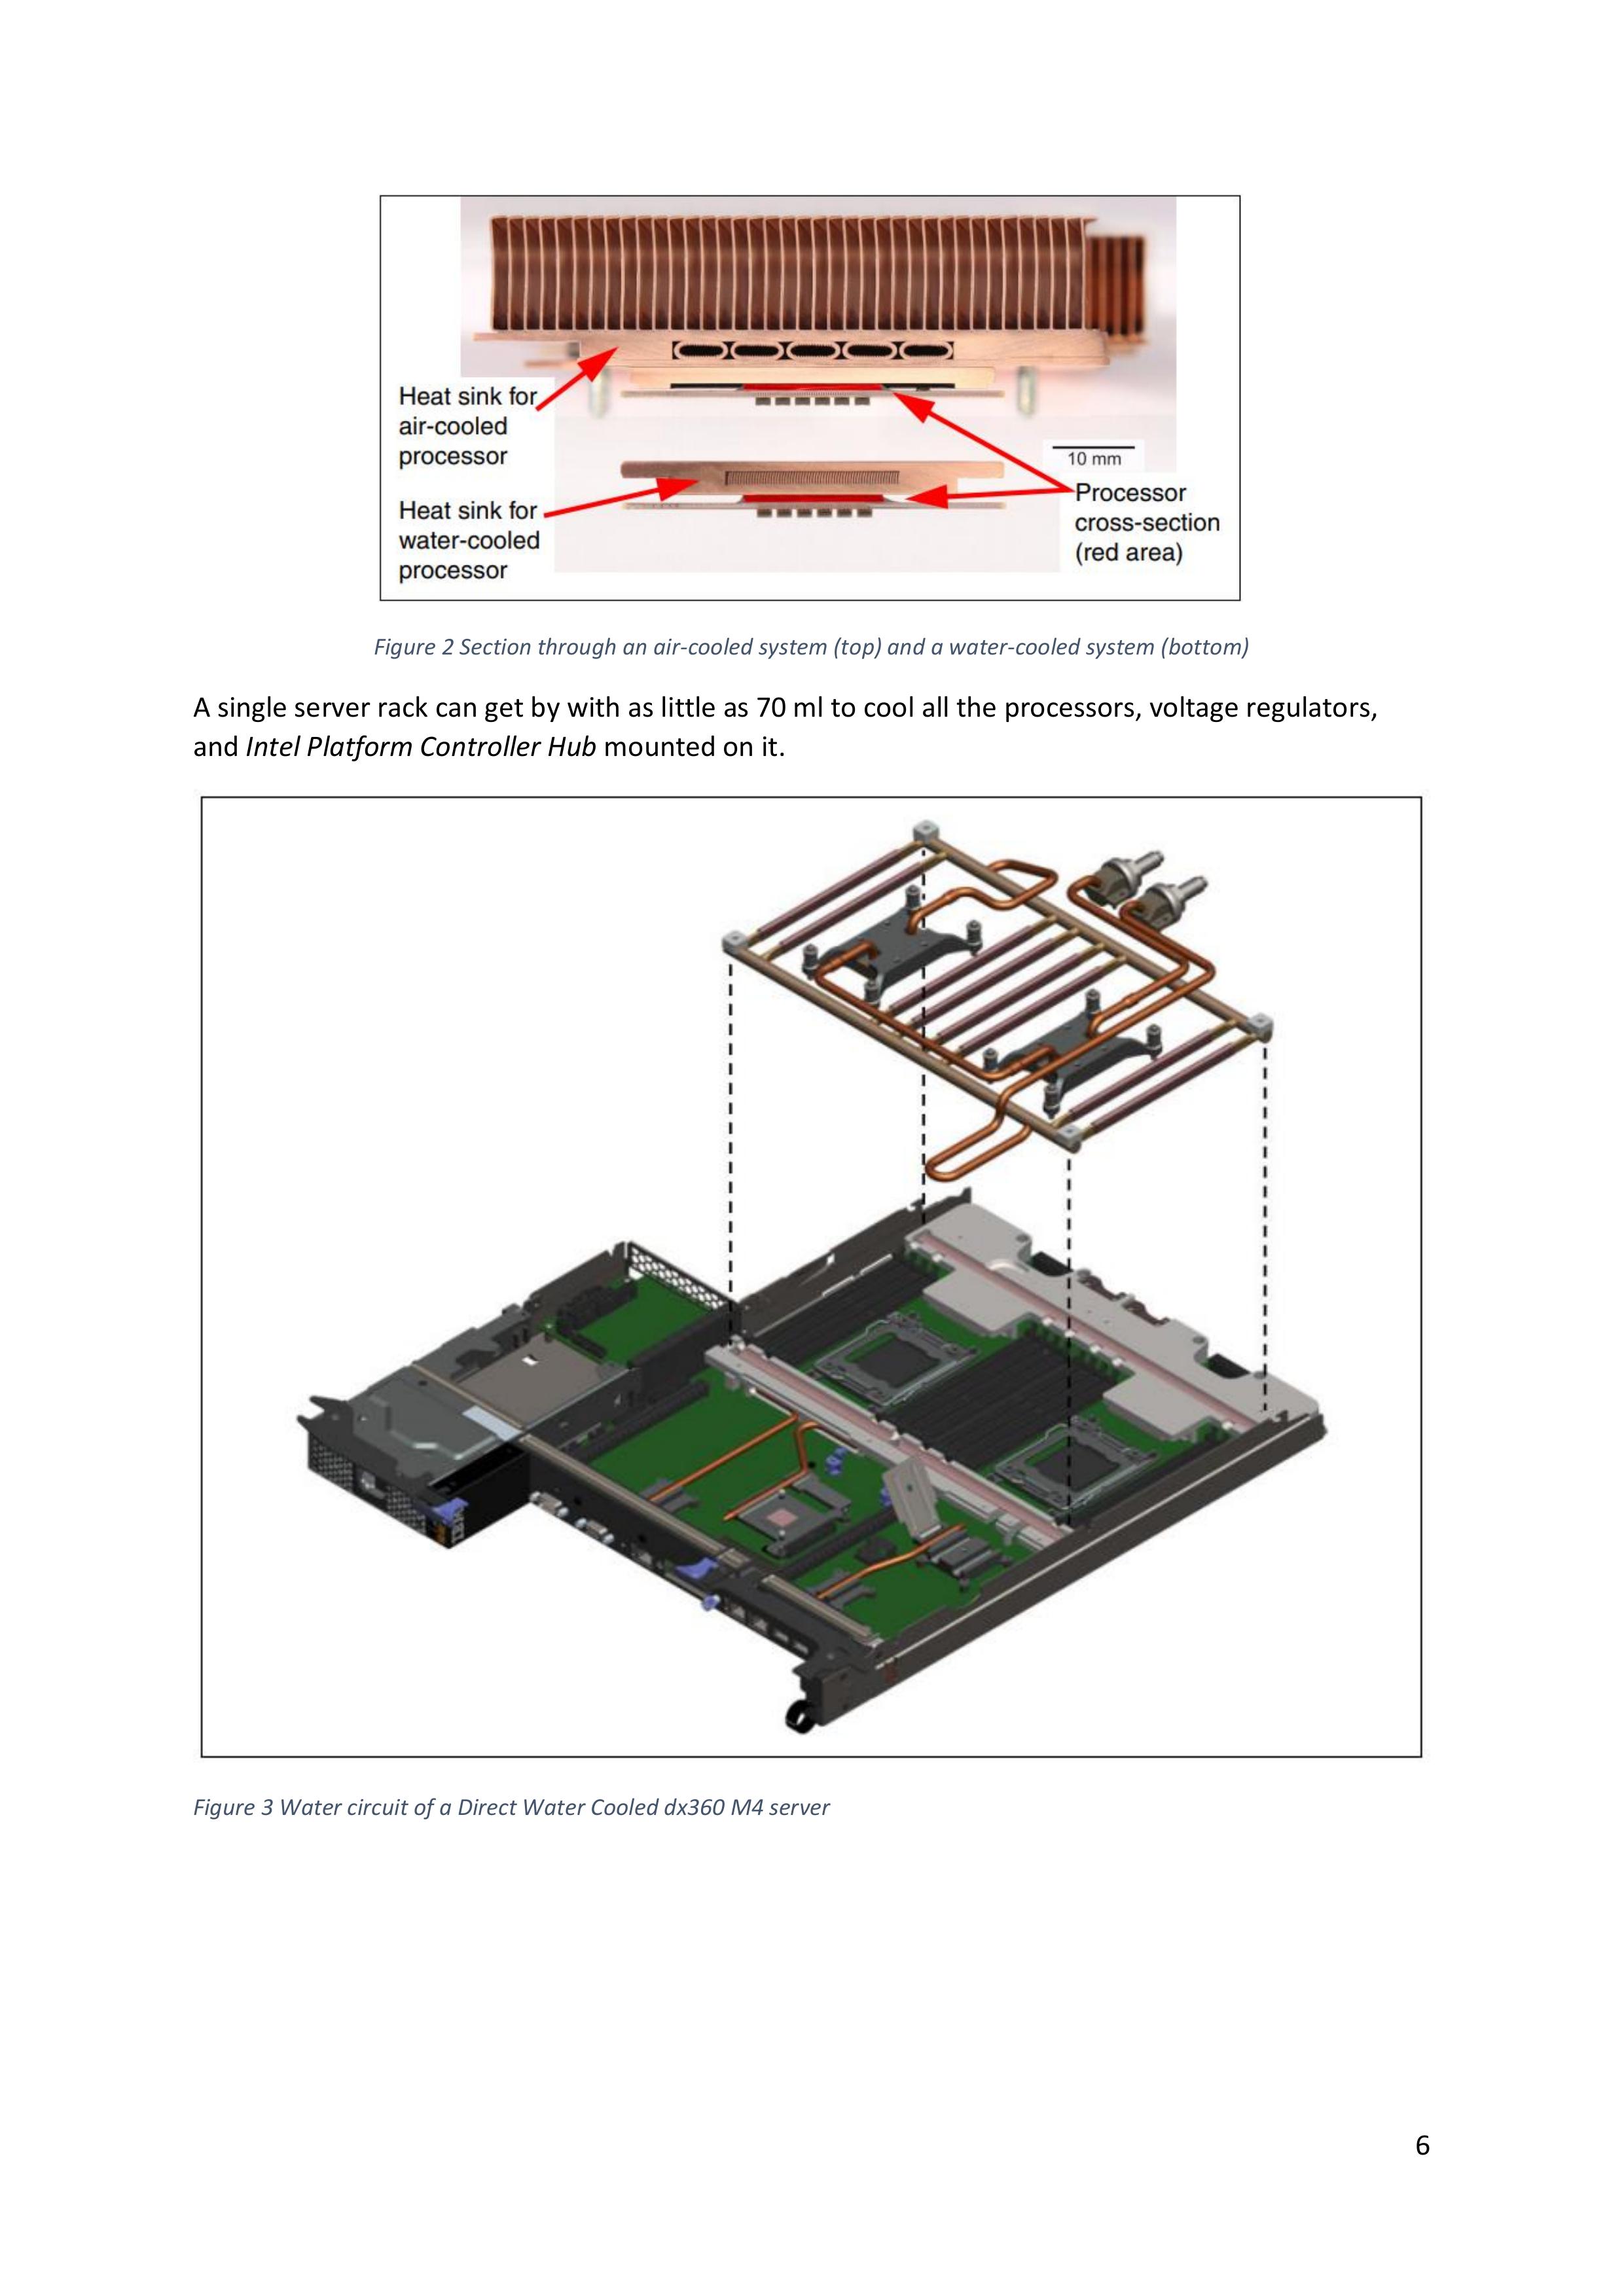 Heat sink for
air-cooled
processor
10 mm
Heat sink for
water-cooled
processor
Processor
cross-section
(red area)
Figure 2 Section through an air-cooled system (top) and a water-cooled system (bottom)
A single server rack can get by with as little as 70 ml to cool all the processors, voltage regulators,
and Intel Platform Controller Hub mounted on it.
IBM
Figure 3 Water circuit of a Direct Water Cooled dx360 M4 server
6